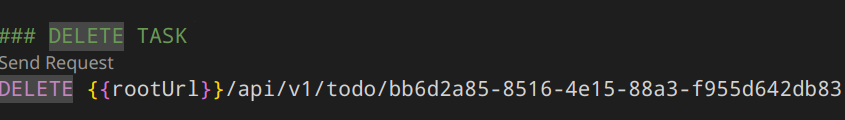 ### DELETE TASK
Send Request
DELETE {{rootUrl}}/api/v1/todo/bb6d2a85-8516-4e15-88a3-f955d642db83